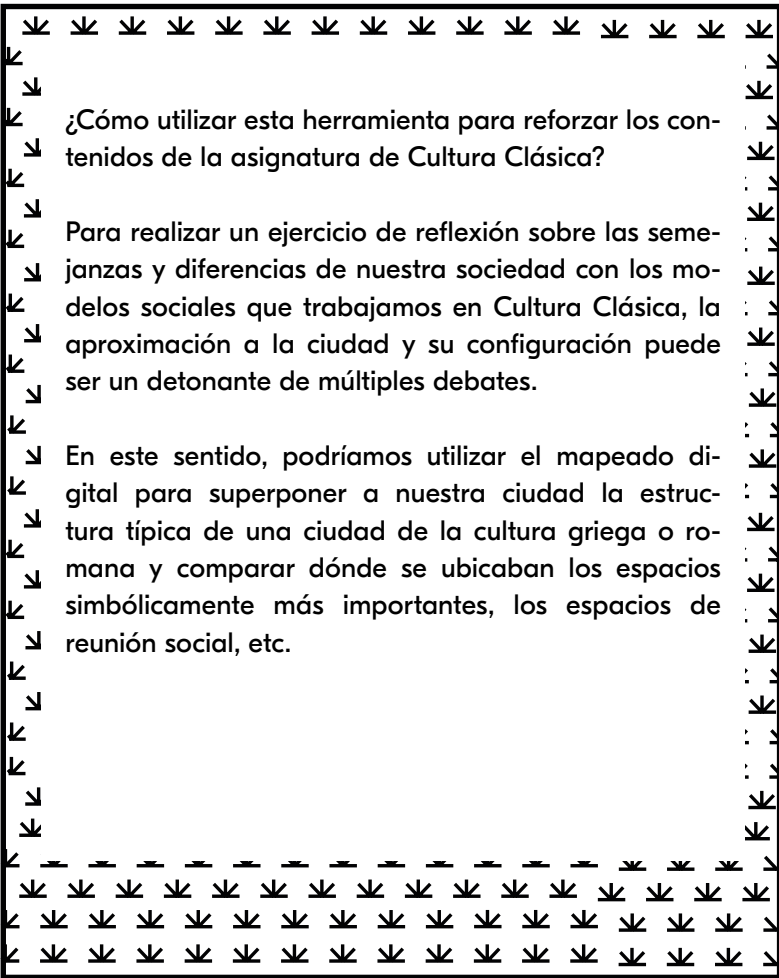 ¿Cómo utilizar esta herramienta para reforzar los con-
tenidos de la asignatura de Cultura Clásica?
Para realizar un ejercicio de reflexión sobre las seme-
janzas y diferencias de nuestra sociedad con los mo-
delos sociales que trabajamos en Cultura Clásica, la
aproximación a la ciudad y su configuración puede
ser un detonante de múltiples debates.
En este sentido, podríamos utilizar el mapeado di-
gital para superponer a nuestra ciudad la estruc-
tura típica de una ciudad de la cultura griega o ro-
mana y comparar dónde se ubicaban los espacios
simbólicamente más importantes, los espacios de
reunión social, etc.